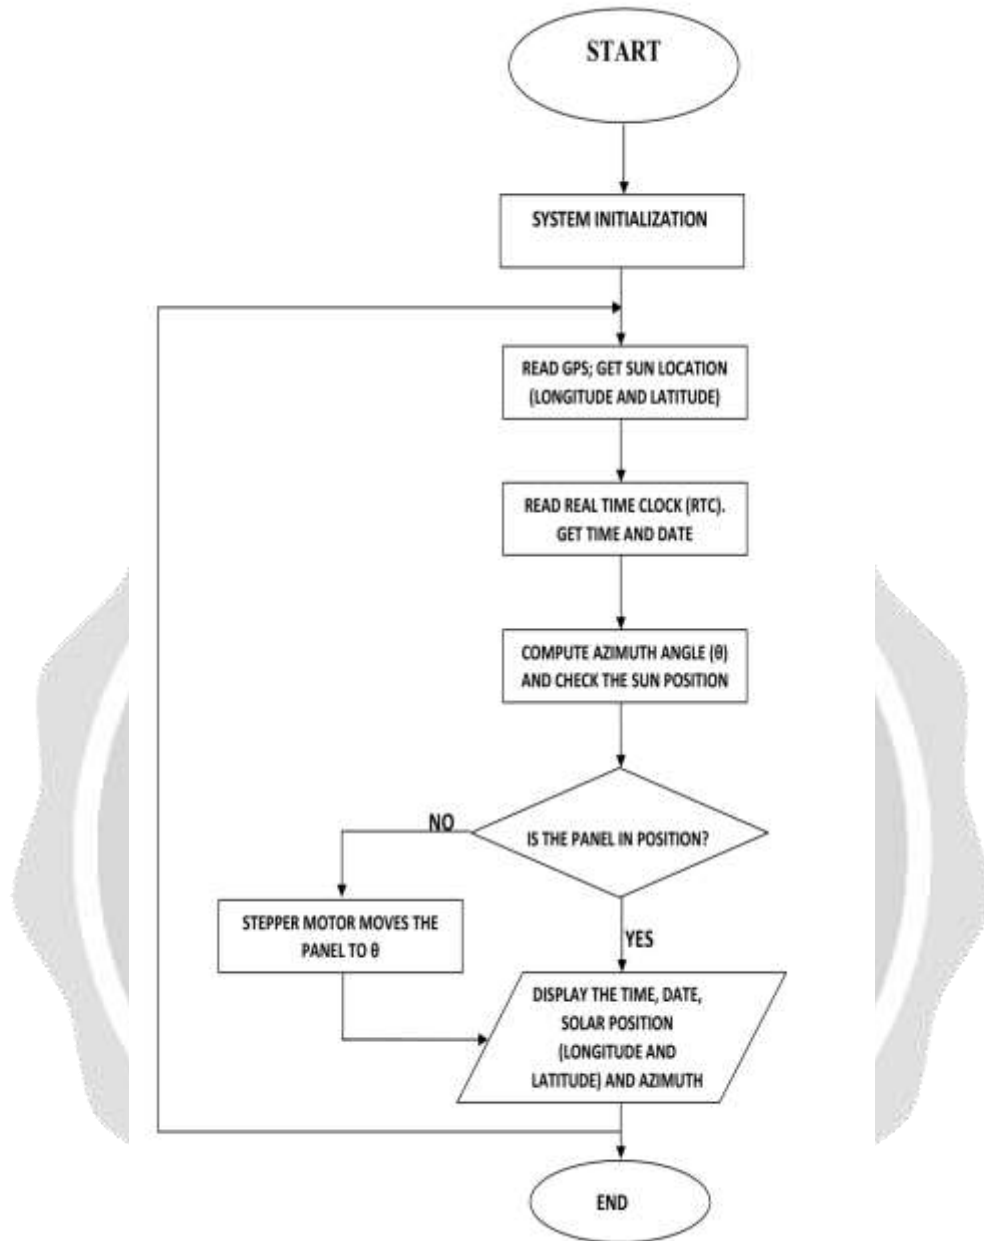 START
SYSTEM INITIALIZATION
READ GPS; GET SUN LOCATION
(LONGITUDE AND LATITUDE)
READ REAL TIME CLOCK (RTC).
GET TIME AND DATE
COMPUTE AZIMUTH ANGLE (θ)
AND CHECK THE SUN POSITION
NO
IS THE PANEL IN POSITION?
STEPPER MOTOR MOVES THE
PANEL TO θ
YES
DISPLAY THE TIME, DATE,
SOLAR POSITION
(LONGITUDE AND
LATITUDE) AND AZIMUTH
END